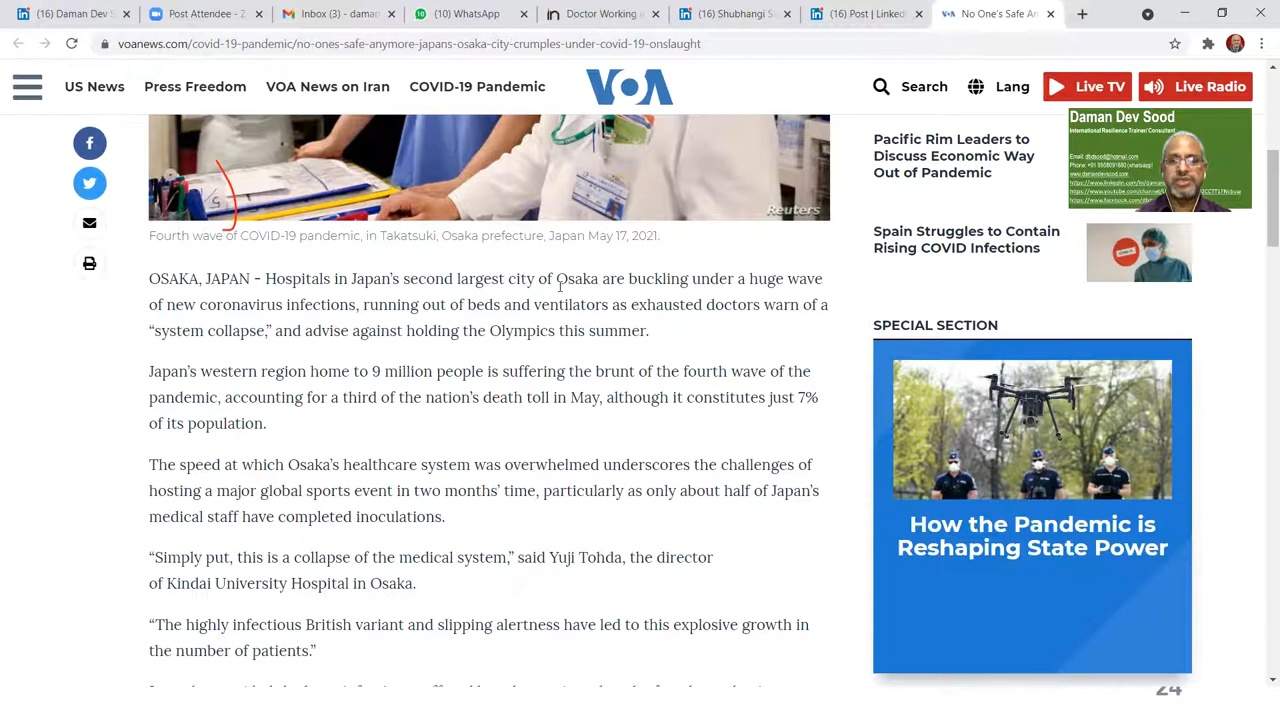 (16) Daman Dev S
Post Attendee - Z
Inbox (3) - daman
(10) WhatsApp
Doctor Working e
(16) Shubhangi S
(16) Post | LinkedI
No One's Safe An
voanews.com/covid-19-pandemic/no-ones-safe-anymore-japans-osaka-city-crumples-under-covid-19-onslaught
US News
Press Freedom
VOA News on Iran
COVID-19 Pandemic
VOA
Search
Lang
Live TV
Live Radio
Reuters
Fourth wave of COVID-19 pandemic, in Takatsuki, Osaka prefecture, Japan May 17, 2021.
OSAKA, JAPAN - Hospitals in Japan's second largest city of Osaka are buckling under a huge wave
of new coronavirus infections, running out of beds and ventilators as exhausted doctors warn of a
“system collapse,” and advise against holding the Olympics this summer.
Japan's western region home to 9 million people is suffering the brunt of the fourth wave of the
pandemic, accounting for a third of the nation's death toll in May, although it constitutes just 7%
of its population.
The speed at which Osaka's healthcare system was overwhelmed underscores the challenges of
hosting a major global sports event in two months' time, particularly as only about half of Japan's
medical staff have completed inoculations.
“Simply put, this is a collapse of the medical system,” said Yuji Tohda, the director
of Kindai University Hospital in Osaka.
“The highly infectious British variant and slipping alertness have led to this explosive growth in
the number of patients.”
Pacific Rim Leaders to
Discuss Economic Way
Out of Pandemic
Daman Dev Sood
International Resilience Trainer/Consultant
Spain Struggles to Contain
Rising COVID Infections
SPECIAL SECTION
How the Pandemic is
Reshaping State Power
24